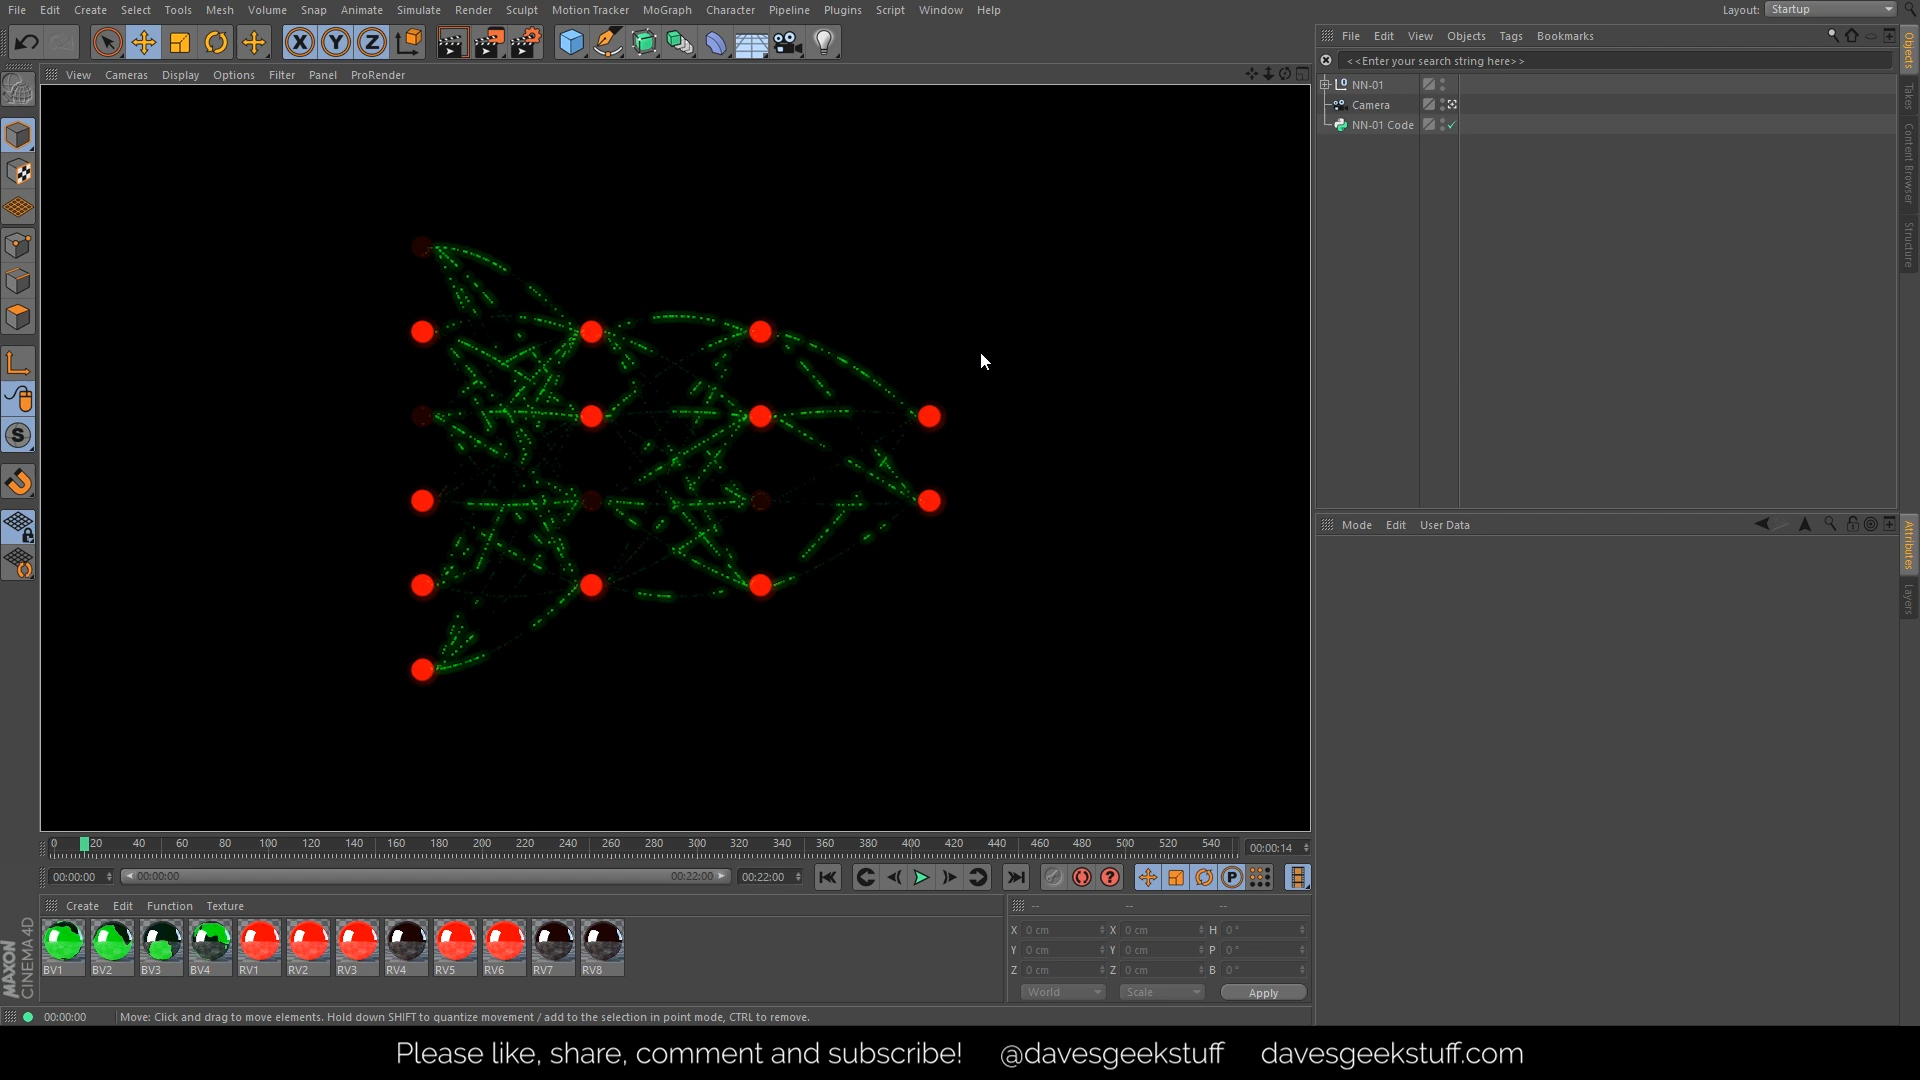 File Edit Create Select Tools Mesh Volume Snap Animate Simulate Render Sculpt Motion Tracker MoGraph Character Pipeline Plugins Script Window Help
Layout: Startup
File Edit View Objects Tags Bookmarks
<<Enter your search string here>>
View Cameras Display Options Filter Panel ProRender
NN-01
Camera
NN-01 Code
Objects
Takes
Content Browser
Structure
Mode Edit User Data
Attributes
Layers
0 20 40 60 80 100 120 140 160 180 200 220 240 260 280 300 320 340 360 380 400 420 440 460 480 500 520 540
00:00:14
00:00:00 00:00:00 00:22:00 00:22:00
Create Edit Function Texture
-- -- --
BV1 BV2 BV3 BV4 RV1 RV2 RV3 RV4 RV5 RV6 RV7 RV8
X 0 cm X 0 cm H 0 °
Y 0 cm Y 0 cm P 0 °
Z 0 cm Z 0 cm B 0 °
World Scale Apply
MAXON
CINEMA 4D
00:00:00 Move: Click and drag to move elements. Hold down SHIFT to quantize movement / add to the selection in point mode, CTRL to remove.
Please like, share, comment and subscribe! @davesgeekstuff davesgeekstuff.com